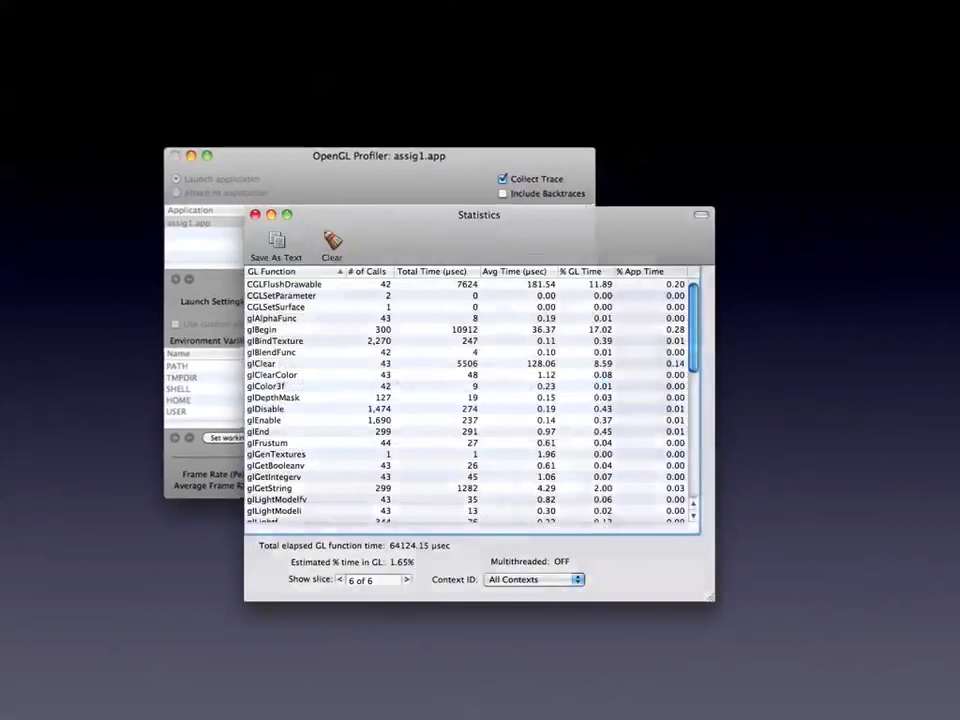 OpenGL Profiler: assig1.app
Launch application
Collect Trace
Attach to application
Include Backtraces
Application
assig1.app
Statistics
Save As Text
Clear
GL Function # of Calls Total Time (µsec) Avg Time (µsec) % GL Time % App Time
CGLFlushDrawable 42 7624 181.54 11.89 0.20
CGLSetParameter 2 0 0.00 0.00 0.00
CGLSetSurface 1 0 0.00 0.00 0.00
glAlphaFunc 43 8 0.19 0.01 0.00
glBegin 300 10912 36.37 17.02 0.28
glBindTexture 2,270 247 0.11 0.39 0.01
glBlendFunc 42 4 0.10 0.01 0.00
glClear 43 5506 128.06 8.59 0.14
glClearColor 43 48 1.12 0.08 0.00
glColor3f 42 9 0.23 0.01 0.00
glDepthMask 127 19 0.15 0.03 0.00
glDisable 1,474 274 0.19 0.43 0.01
glEnable 1,690 237 0.14 0.37 0.01
glEnd 299 291 0.97 0.45 0.01
glFrustum 44 27 0.61 0.04 0.00
glGenTextures 1 1 1.96 0.00 0.00
glGetBooleanv 43 26 0.61 0.04 0.00
glGetIntegerv 43 45 1.06 0.07 0.00
glGetString 299 1282 4.29 2.00 0.03
glLightModelfv 43 35 0.82 0.06 0.00
glLightModeli 43 13 0.30 0.02 0.00
glLightf 344 76 0.22 0.12 0.00
Launch Setting
Environment Vari
Name
PATH
TMPDIR
SHELL
HOME
USER
Set work
Frame Rate (Pe
Average Frame R
Total elapsed GL function time: 64124.15 µsec
Estimated % time in GL: 1.65%
Multithreaded: OFF
Show slice: < 6 of 6 >
Context ID: All Contexts